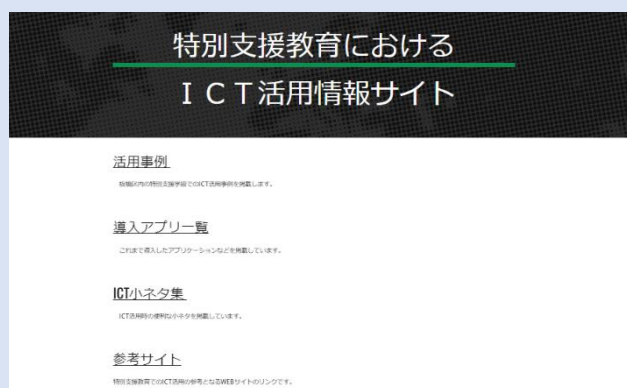 特別支援教育における
ＩＣＴ活用情報サイト
活用事例
板橋区内の特別支援学級でのICT活用事例を掲載します。
導入アプリ一覧
これまで導入したアプリケーションなどを掲載しています。
ICT小ネタ集
ICT活用時の便利な小ネタを掲載しています。
参考サイト
特別支援教育でのICT活用の参考となるWEBサイトのリンクです。